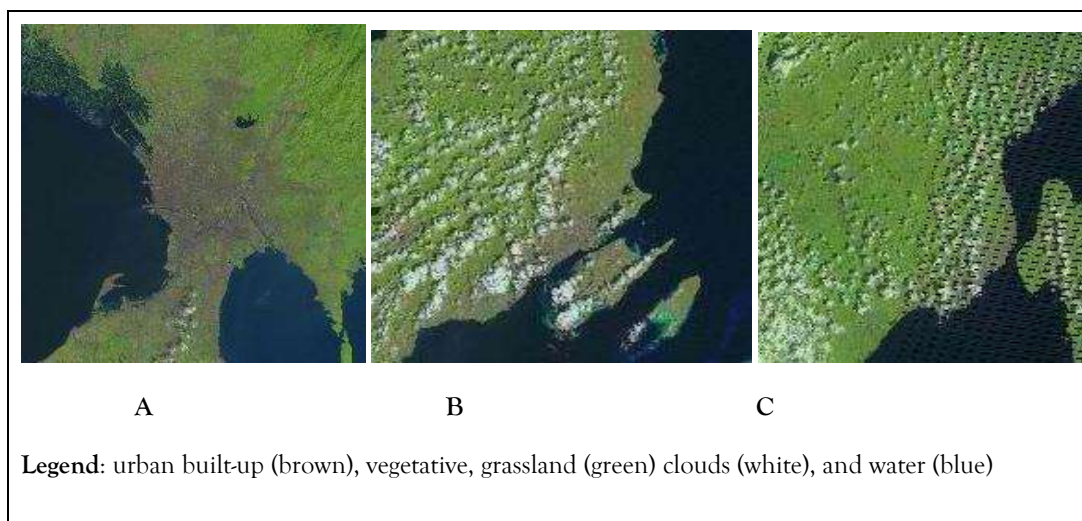 A B C
Legend: urban built-up (brown), vegetative, grassland (green) clouds (white), and water (blue)